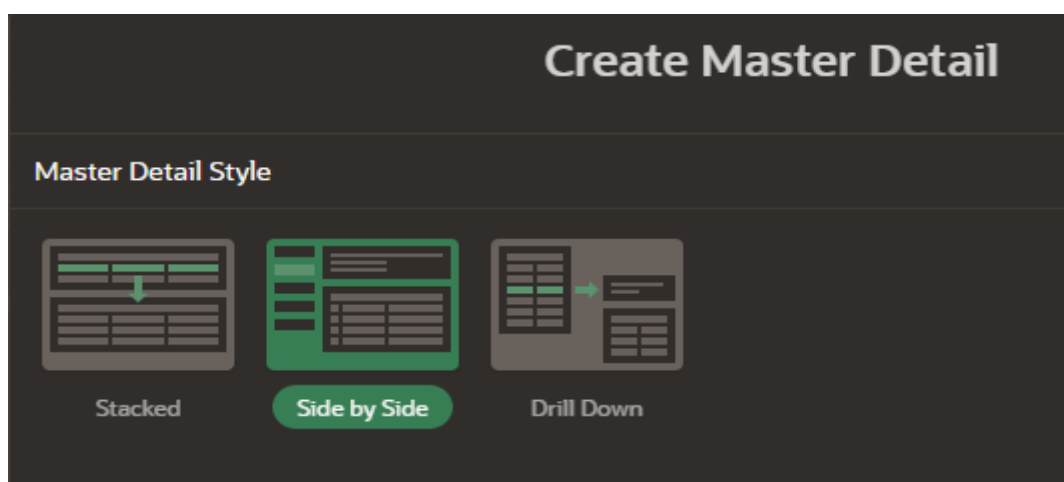 Create Master Detail
Master Detail Style
Stacked
Side by Side
Drill Down